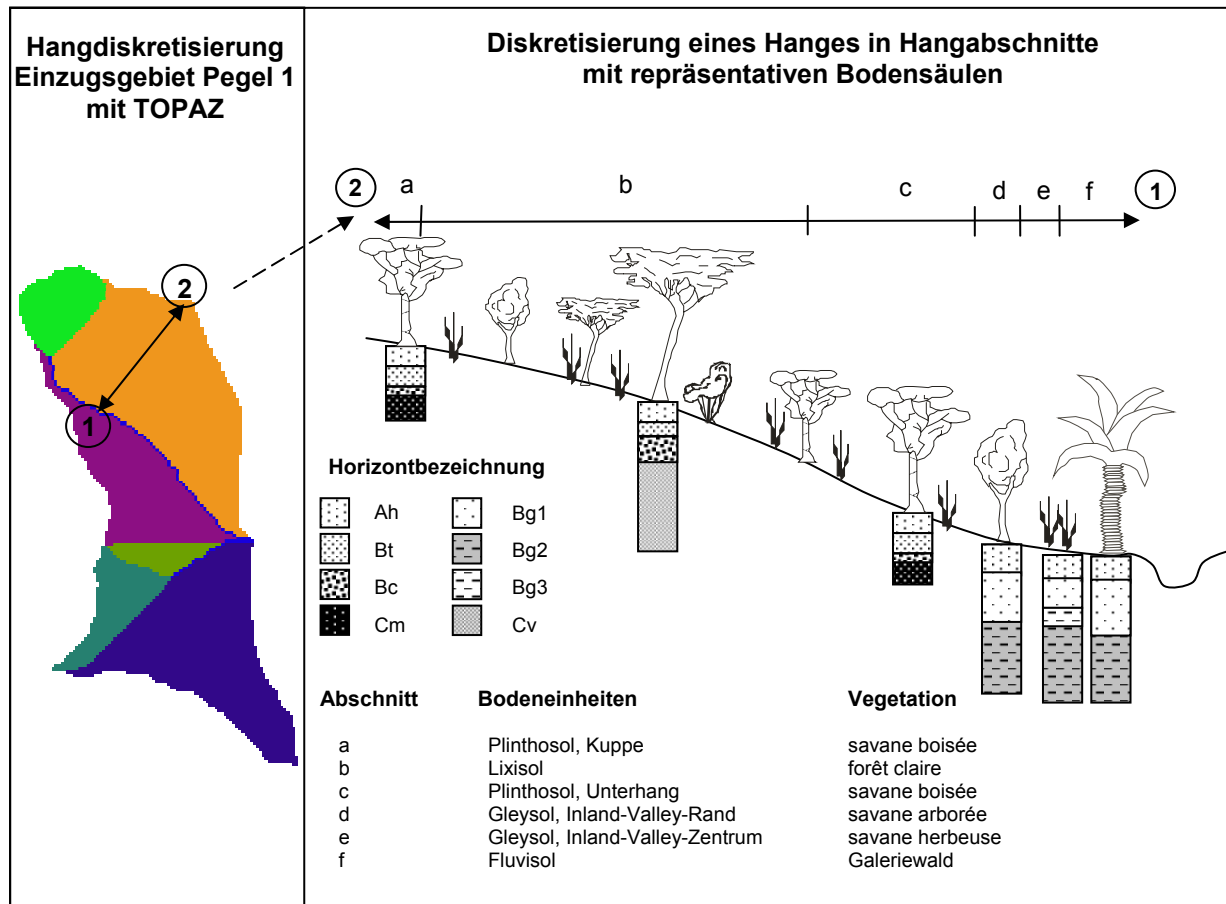 Hangdiskretisierung
Einzugsgebiet Pegel 1
mit TOPAZ
2
1
Diskretisierung eines Hanges in Hangabschnitte
mit repräsentativen Bodensäulen
2 a b c d e f 1
Horizontbezeichnung
Ah Bg1
Bt Bg2
Bc Bg3
Cm Cv
Abschnitt Bodeneinheiten Vegetation
a Plinthosol, Kuppe savane boisée
b Lixisol forêt claire
c Plinthosol, Unterhang savane boisée
d Gleysol, Inland-Valley-Rand savane arborée
e Gleysol, Inland-Valley-Zentrum savane herbeuse
f Fluvisol Galeriewald